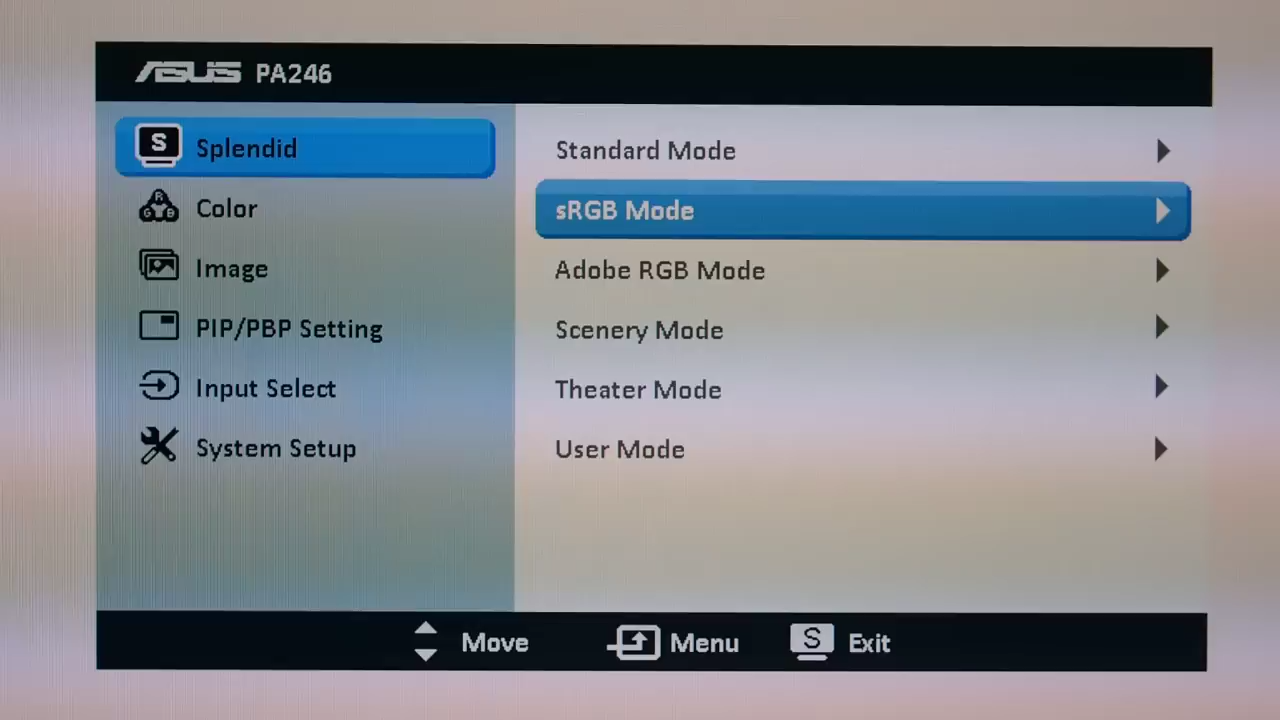 ASUS PA246
Splendid
Color
Image
PIP/PBP Setting
Input Select
System Setup
Standard Mode
sRGB Mode
Adobe RGB Mode
Scenery Mode
Theater Mode
User Mode
Move Menu S Exit